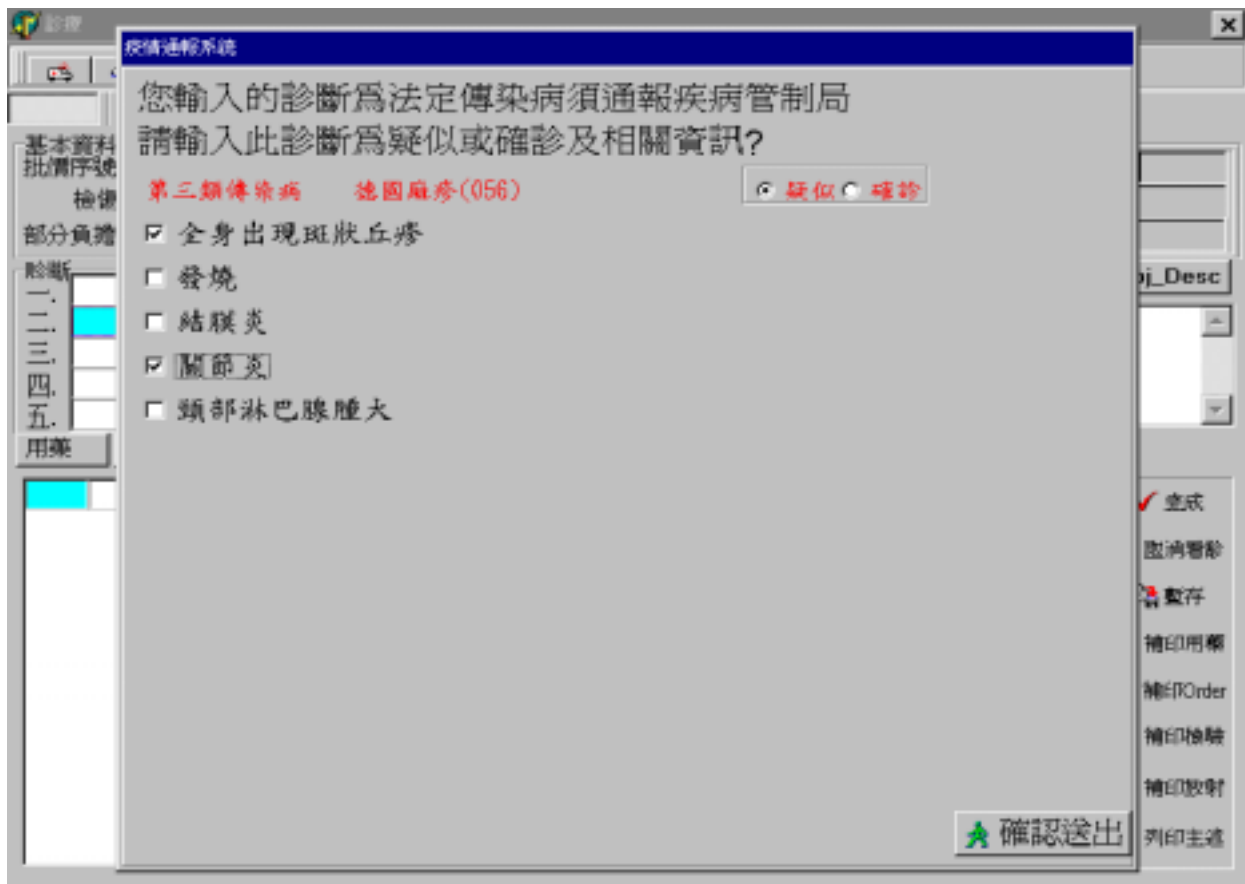 診療
疫情通報系統
您輸入的診斷為法定傳染病須通報疾病管制局
請輸入此診斷為疑似或確診及相關資訊?
第三類傳染病 德國麻疹(056) 疑似 確診
全身出現斑狀丘疹
發燒
結膜炎
關節炎
頸部淋巴腺腫大
基本資料
批價序號
部分負擔
診斷
一.
二.
三.
四.
五.
用藥
bj_Desc
完成
取消看診
暫存
補印用藥
補印Order
補印檢驗
補印放射
列印主述
確認送出